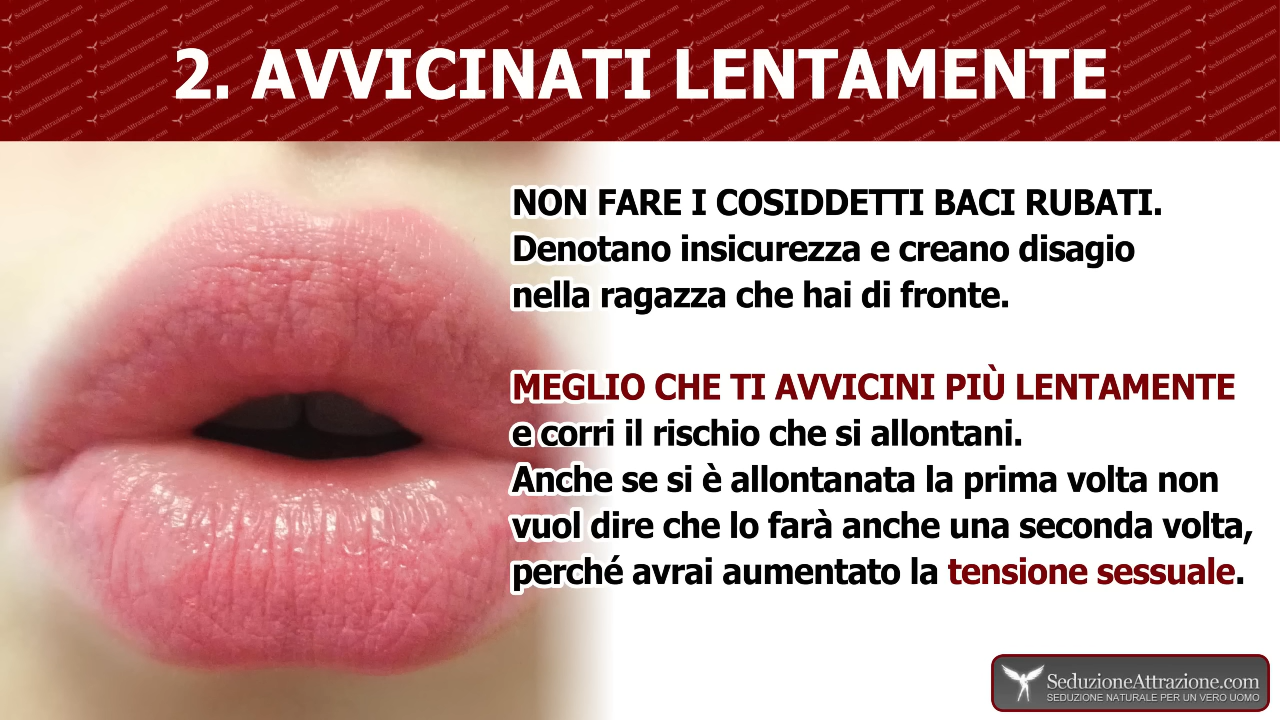 2. AVVICINATI LENTAMENTE
NON FARE I COSIDDETTI BACI RUBATI.
Denotano insicurezza e creano disagio
nella ragazza che hai di fronte.
MEGLIO CHE TI AVVICINI PIÙ LENTAMENTE
e corri il rischio che si allontani.
Anche se si è allontanata la prima volta non
vuol dire che lo farà anche una seconda volta,
perché avrai aumentato la tensione sessuale.
SeduzioneAttrazione.com
SEDUZIONE NATURALE PER UN VERO UOMO